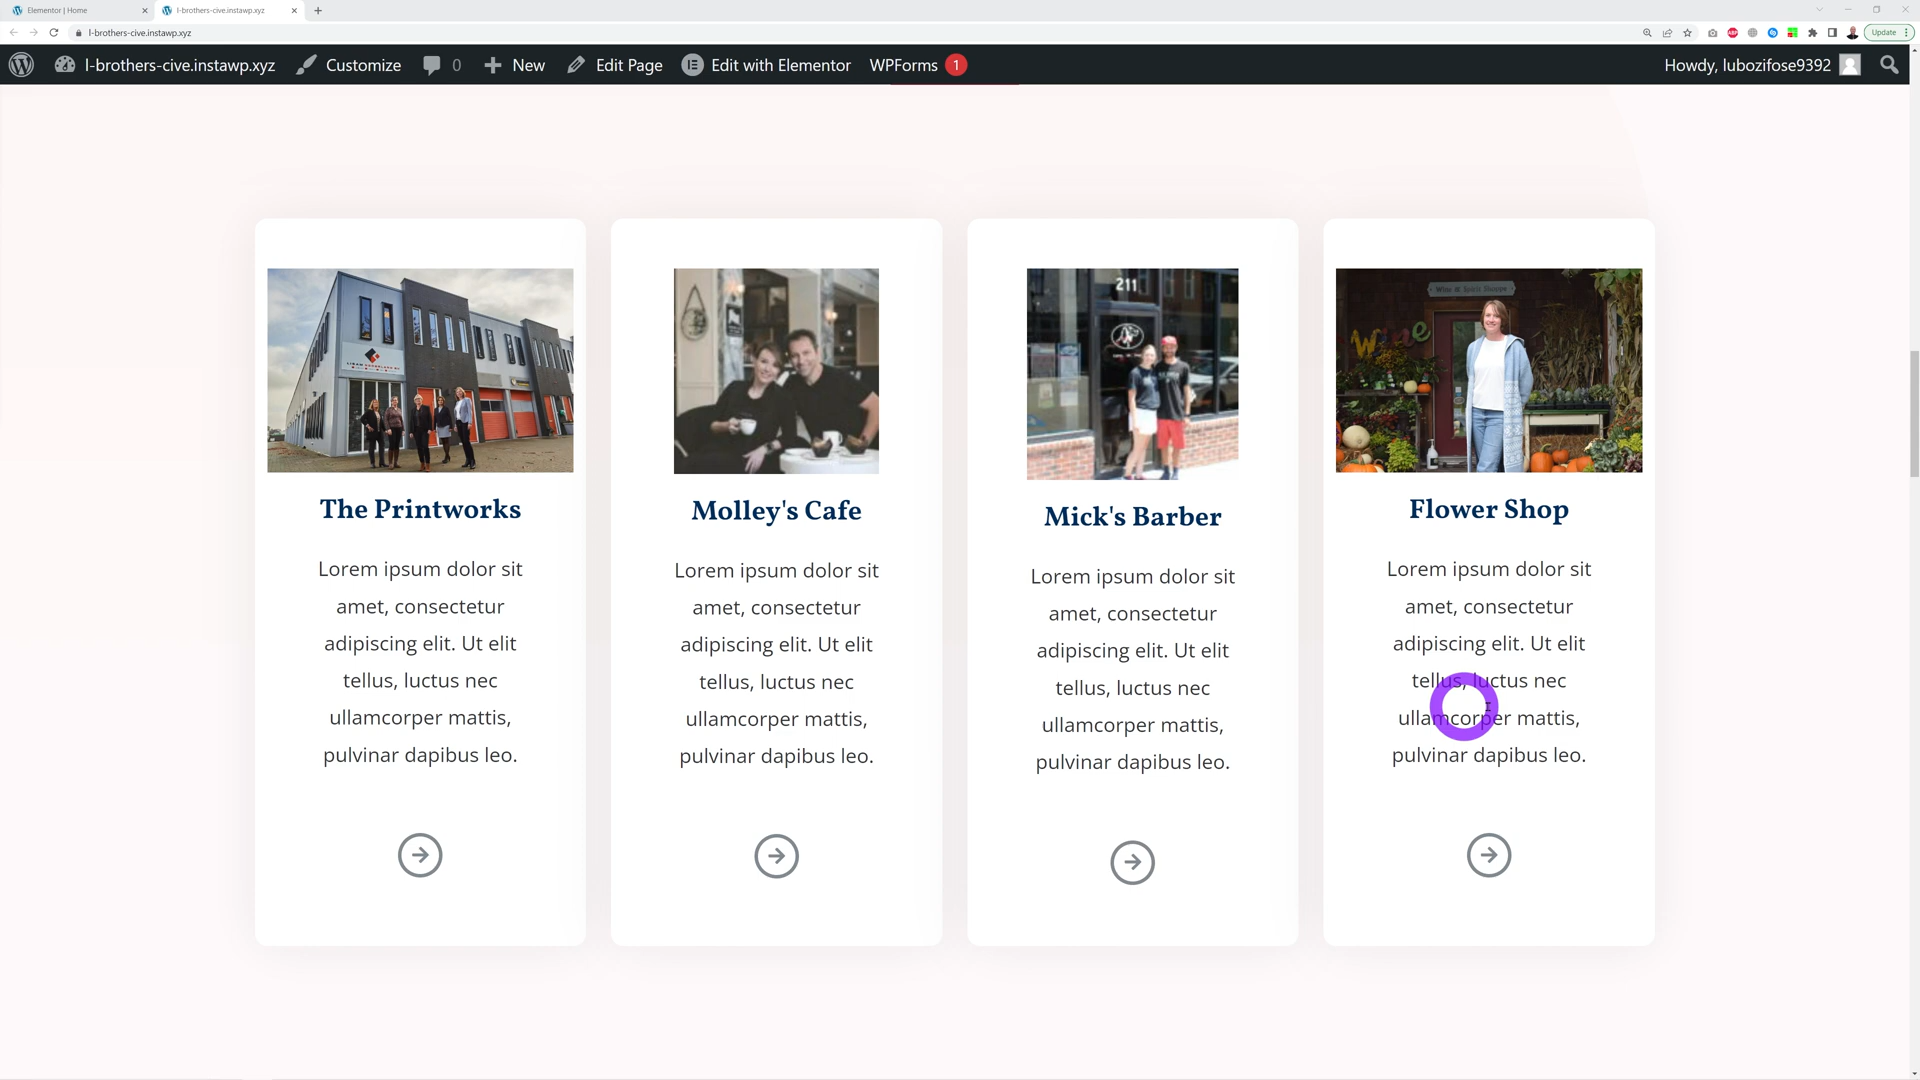 Elementor | Home
l-brothers-cive.instawp.xyz
l-brothers-cive.instawp.xyz
Update
l-brothers-cive.instawp.xyz
Customize
0
New
Edit Page
Edit with Elementor
WPForms
1
Howdy, lubozifose9392
211
Wine & Spirits Shoppe
wine
The Printworks
Lorem ipsum dolor sit
amet, consectetur
adipiscing elit. Ut elit
tellus, luctus nec
ullamcorper mattis,
pulvinar dapibus leo.
Molley's Cafe
Lorem ipsum dolor sit
amet, consectetur
adipiscing elit. Ut elit
tellus, luctus nec
ullamcorper mattis,
pulvinar dapibus leo.
Mick's Barber
Lorem ipsum dolor sit
amet, consectetur
adipiscing elit. Ut elit
tellus, luctus nec
ullamcorper mattis,
pulvinar dapibus leo.
Flower Shop
Lorem ipsum dolor sit
amet, consectetur
adipiscing elit. Ut elit
tellus, luctus nec
ullamcorper mattis,
pulvinar dapibus leo.